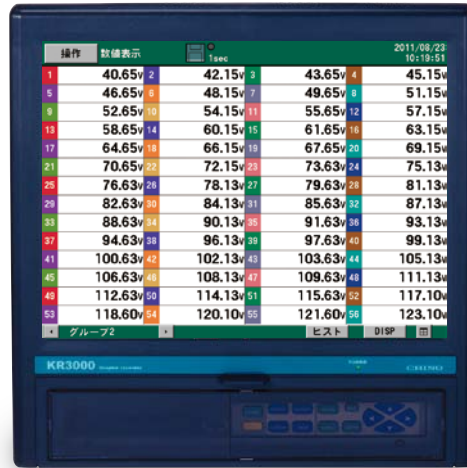 操作 数値表示 1sec 2011/08/23 10:19:51
1 40.65v 2 42.15v 3 43.65v 4 45.15v
5 46.65v 6 48.15v 7 49.65v 8 51.15v
9 52.65v 10 54.15v 11 55.65v 12 57.15v
13 58.65v 14 60.15v 15 61.65v 16 63.15v
17 64.65v 18 66.15v 19 67.65v 20 69.15v
21 70.65v 22 72.15v 23 73.63v 24 75.13v
25 76.63v 26 78.13v 27 79.63v 28 81.13v
29 82.63v 30 84.13v 31 85.63v 32 87.13v
33 88.63v 34 90.13v 35 91.63v 36 93.13v
37 94.63v 38 96.13v 39 97.63v 40 99.13v
41 100.63v 42 102.13v 43 103.63v 44 105.13v
45 106.63v 46 108.13v 47 109.63v 48 111.13v
49 112.63v 50 114.13v 51 115.63v 52 117.10v
53 118.60v 54 120.10v 55 121.60v 56 123.10v
グループ2 ヒスト DISP
KR3000 CHINO